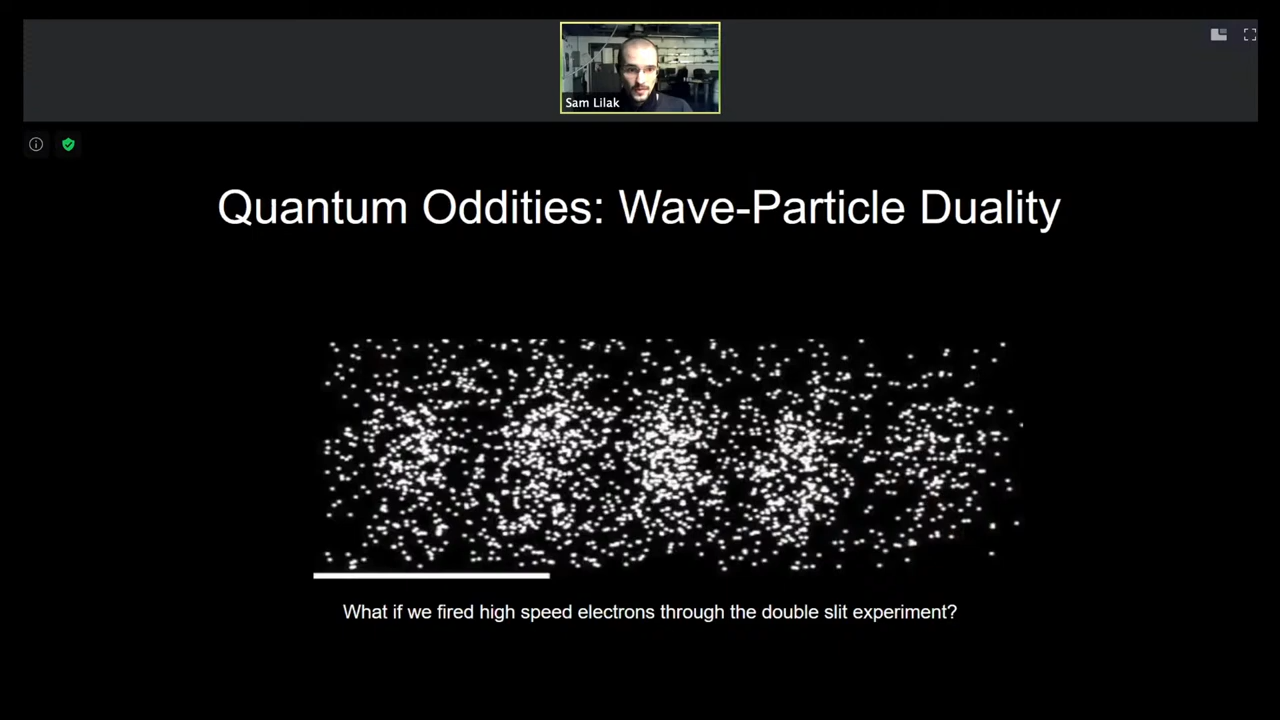 Sam Lilak
Quantum Oddities: Wave-Particle Duality
What if we fired high speed electrons through the double slit experiment?